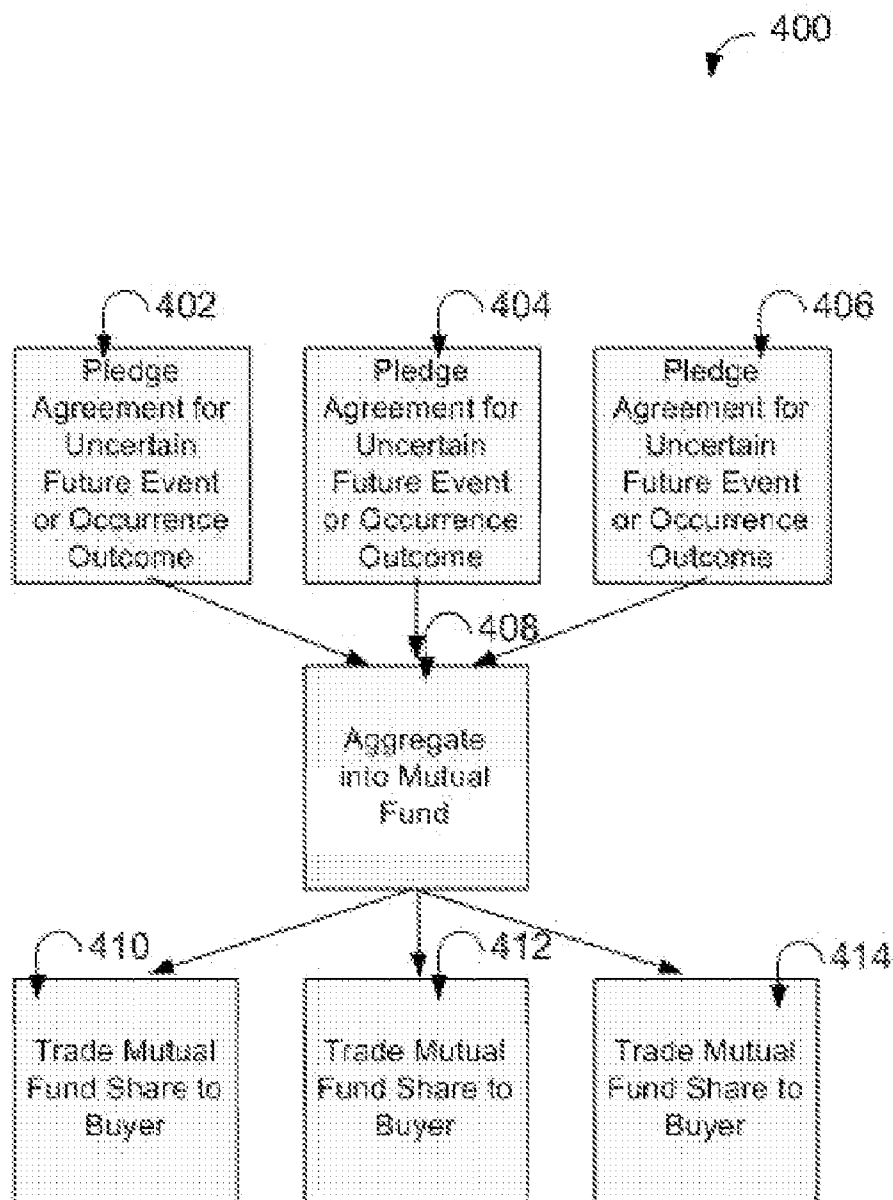 400
402
404
406
Pledge
Agreement for
Uncertain
Future Event
or Occurrence
Outcome
Pledge
Agreement for
Uncertain
Future Event
or Occurrence
Outcome
Pledge
Agreement for
Uncertain
Future Event
or Occurrence
Outcome
408
Aggregate
into Mutual
Fund
410
412
414
Trade Mutual
Fund Share to
Buyer
Trade Mutual
Fund Share to
Buyer
Trade Mutual
Fund Share to
Buyer